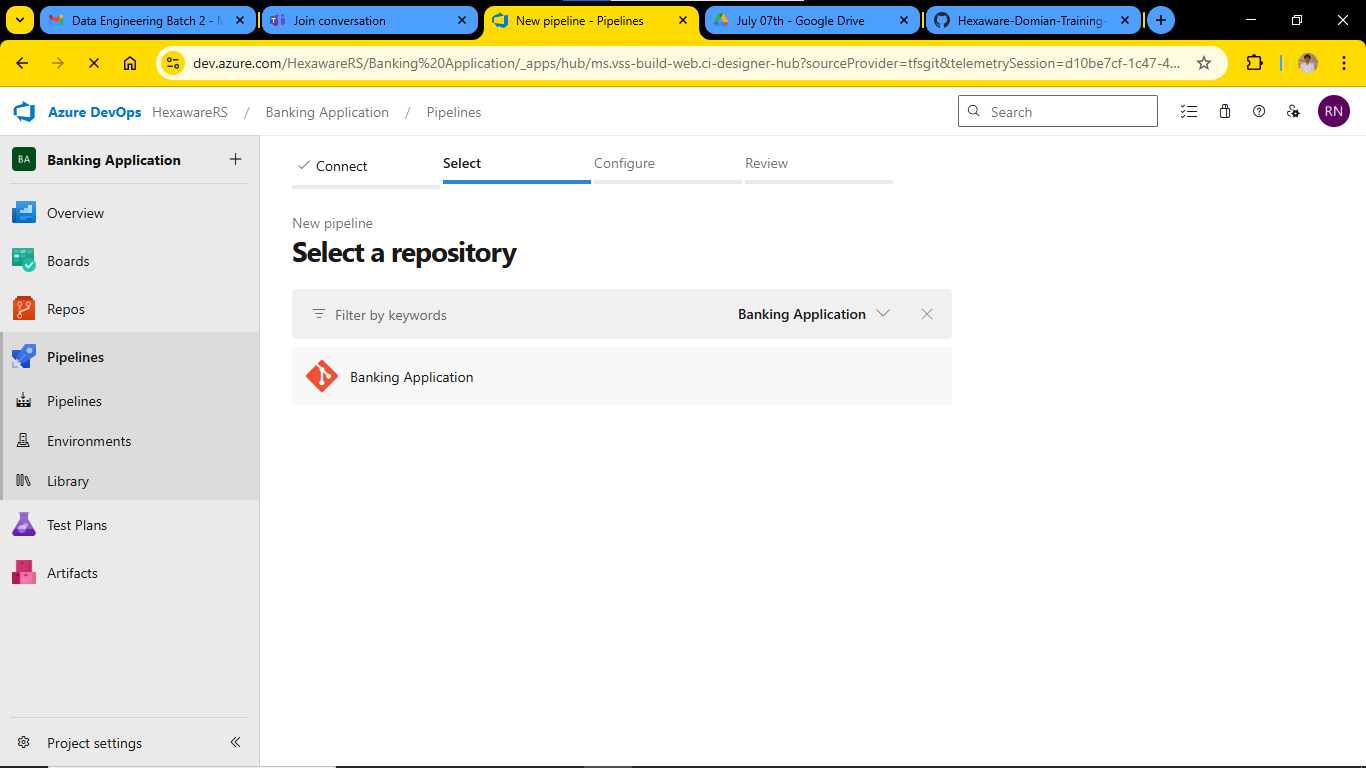 Data Engineering Batch 2 -
Join conversation
New pipeline - Pipelines
July 07th - Google Drive
Hexaware-Domian-Training-
dev.azure.com/HexawareRS/Banking%20Application/_apps/hub/ms.vss-build-web.ci-designer-hub?sourceProvider=tfsgit&telemetrySession=d10be7cf-1c47-4...
Azure DevOps HexawareRS / Banking Application / Pipelines
Search
RN
BA Banking Application
Connect
Select
Configure
Review
Overview
Boards
Repos
Pipelines
Pipelines
Environments
Library
Test Plans
Artifacts
Project settings
New pipeline
Select a repository
Filter by keywords
Banking Application
Banking Application